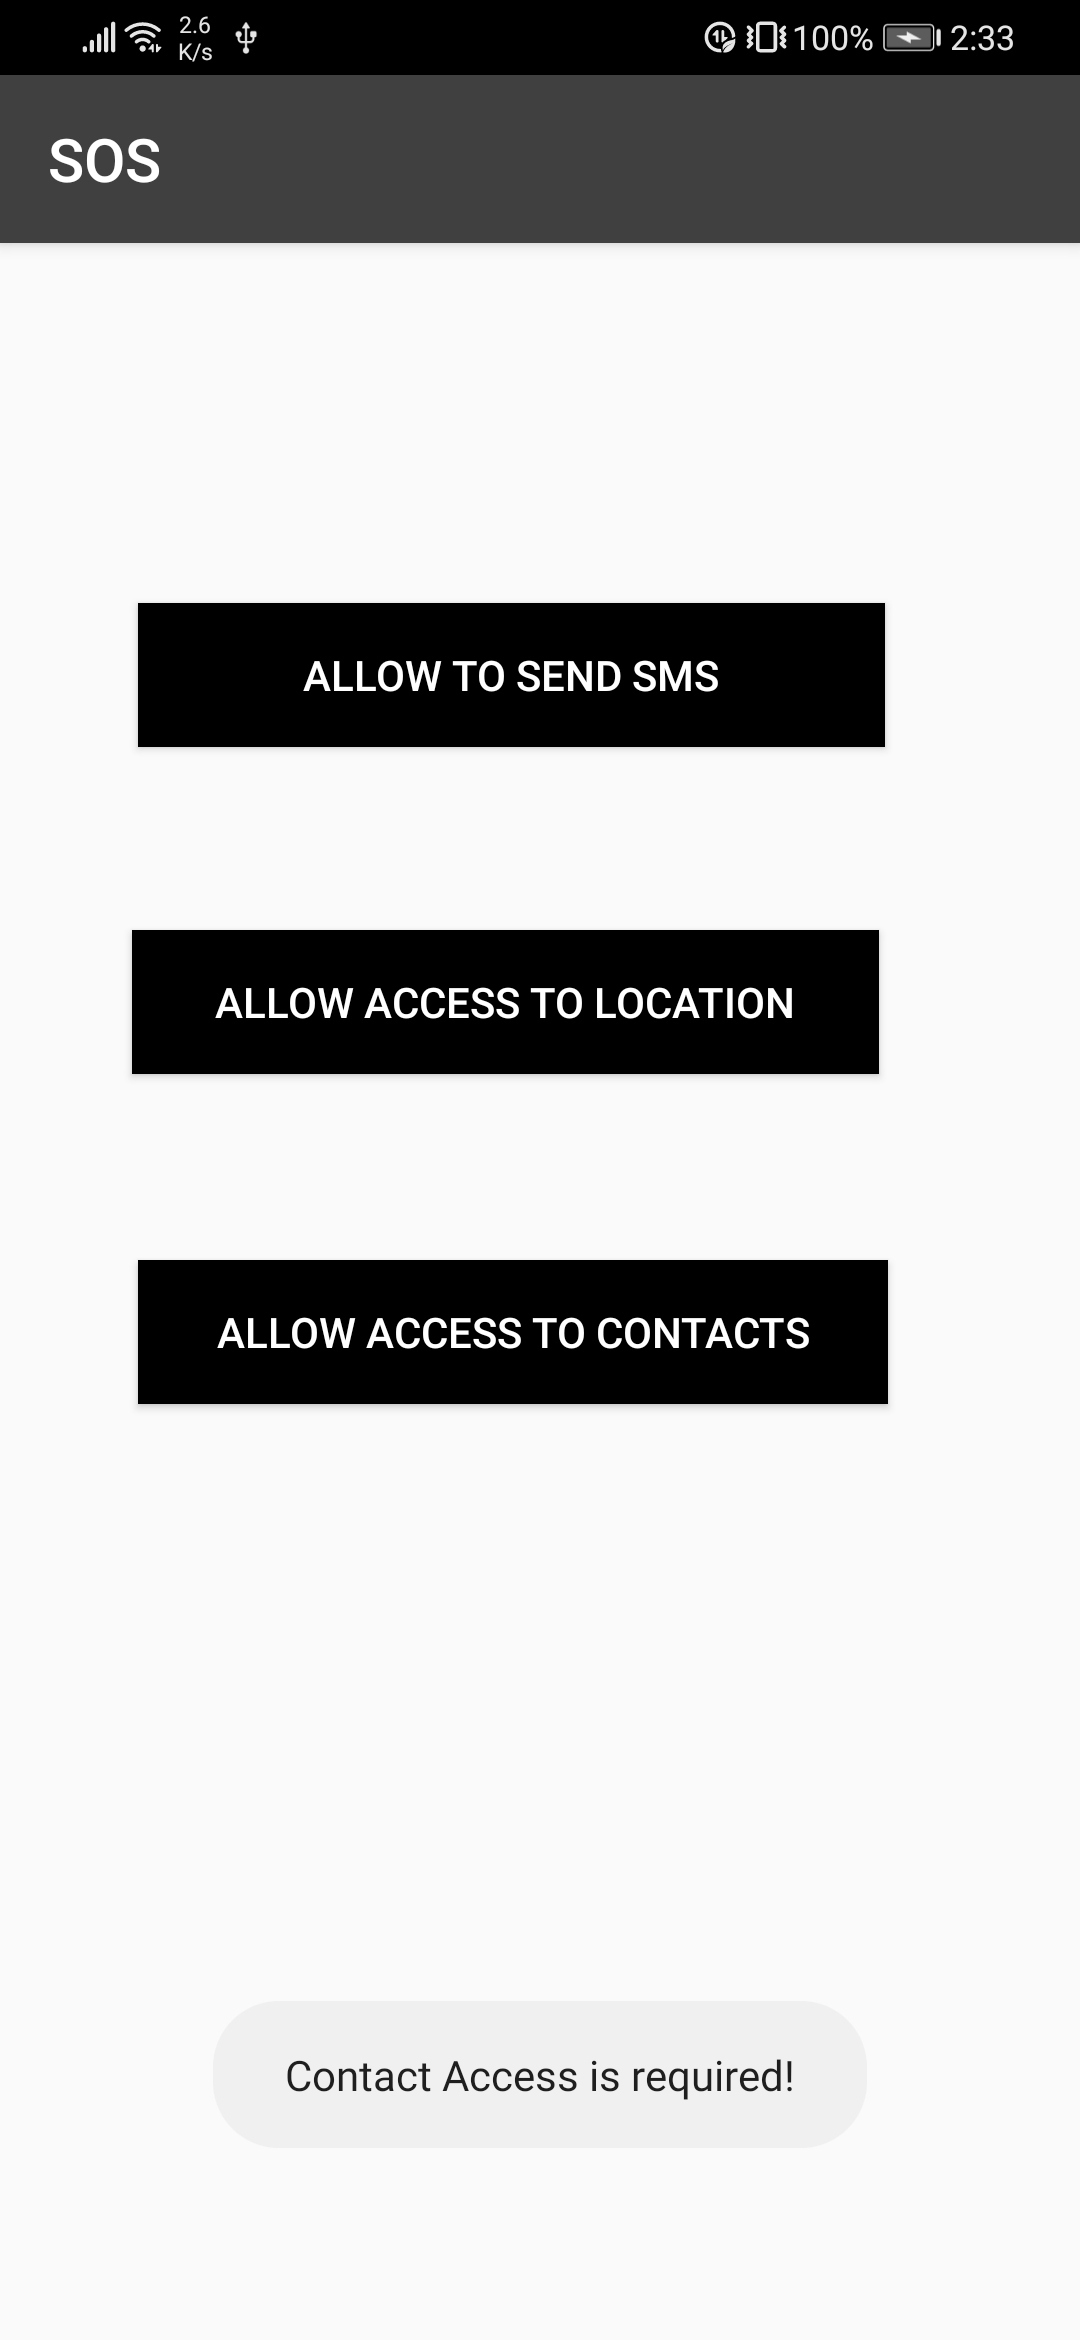 2.6
K/s
100%
2:33
SOS
ALLOW TO SEND SMS
ALLOW ACCESS TO LOCATION
ALLOW ACCESS TO CONTACTS
Contact Access is required!